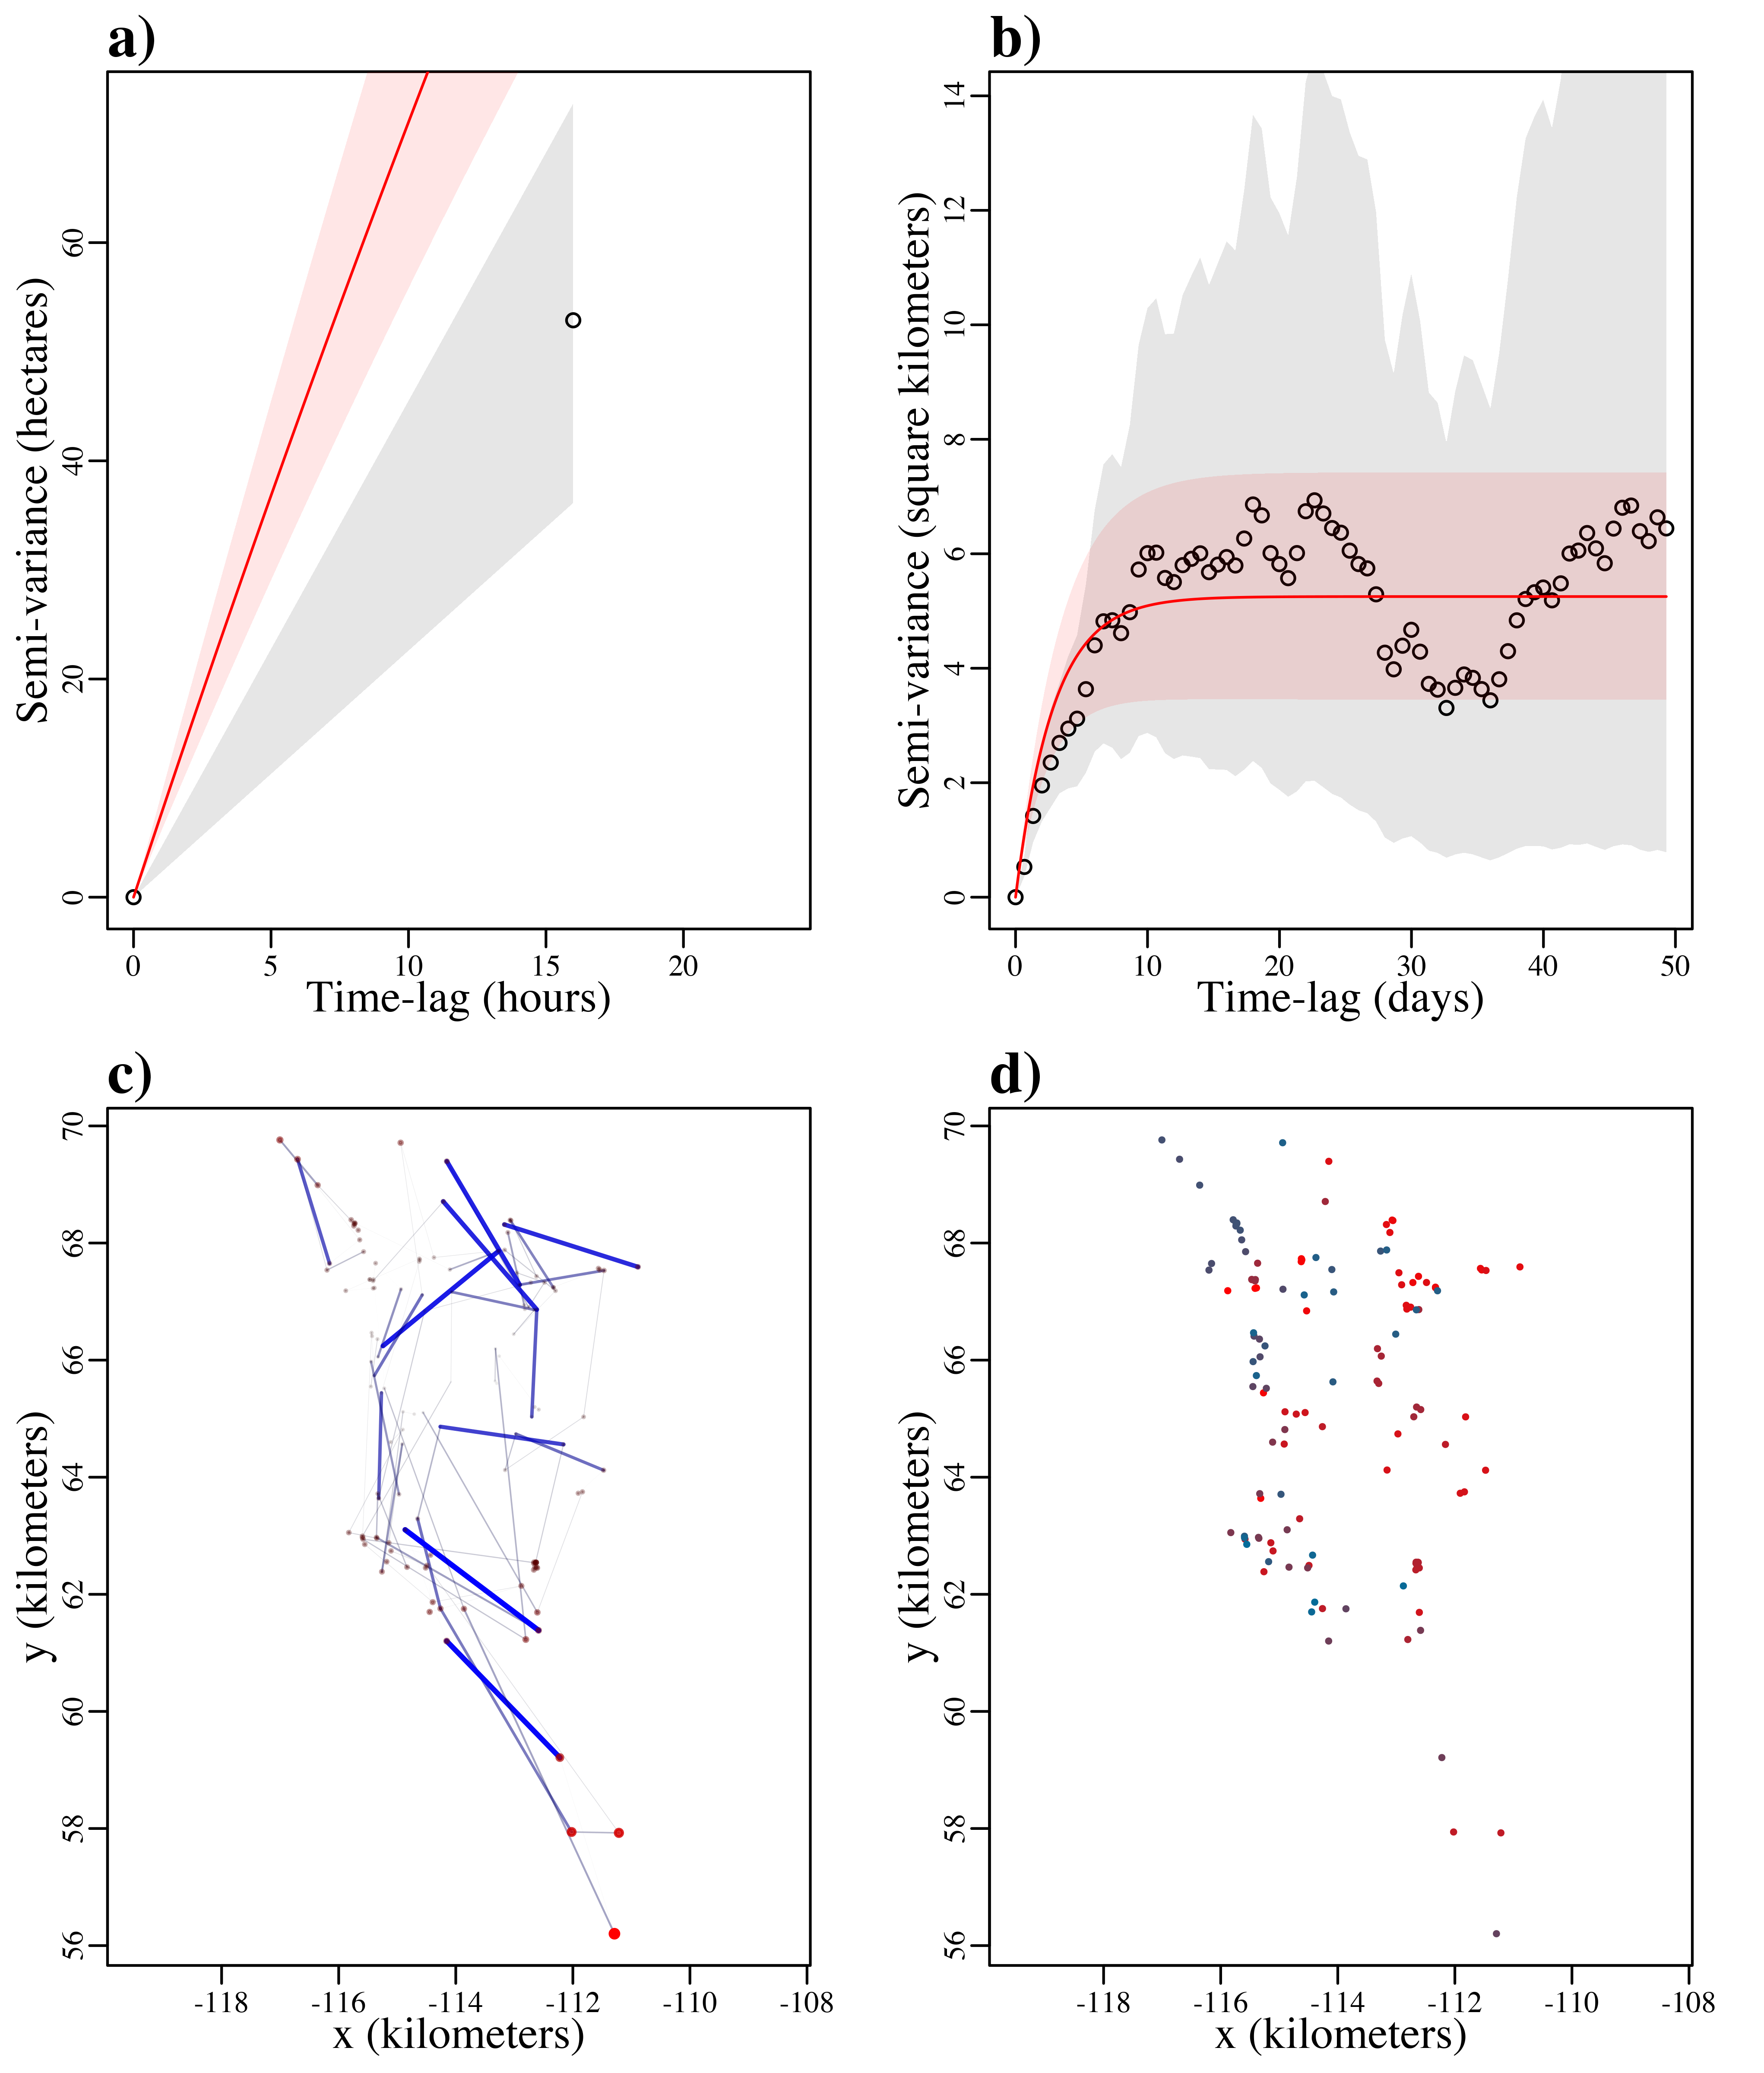 a)
Semi-variance (hectares)
0 20 40 60
0 5 10 15 20
Time-lag (hours)
b)
Semi-variance (square kilometers)
0 2 4 6 8 10 12 14
0 10 20 30 40 50
Time-lag (days)
c)
y (kilometers)
56 58 60 62 64 66 68 70
-118 -116 -114 -112 -110 -108
x (kilometers)
d)
y (kilometers)
56 58 60 62 64 66 68 70
-118 -116 -114 -112 -110 -108
x (kilometers)